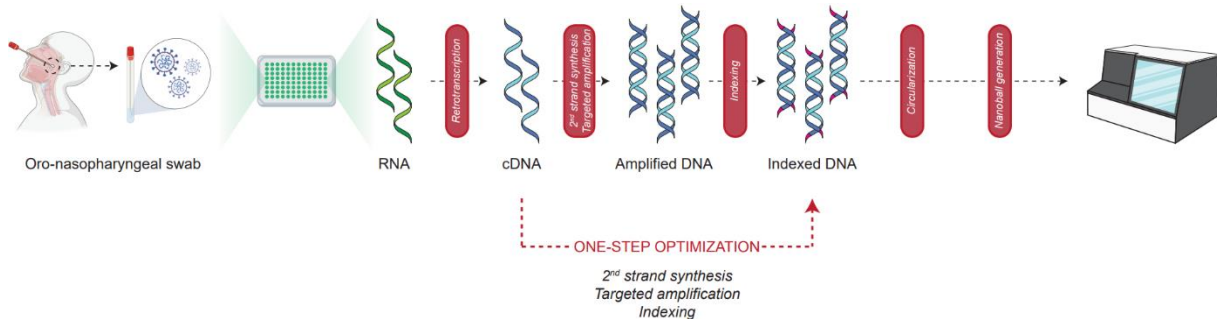 Oro-nasopharyngeal swab
RNA
Retrotranscription
cDNA
2nd strand synthesis
Targeted amplification
Amplified DNA
Indexing
Indexed DNA
Circularization
Nanoball generation
ONE-STEP OPTIMIZATION
2nd strand synthesis
Targeted amplification
Indexing